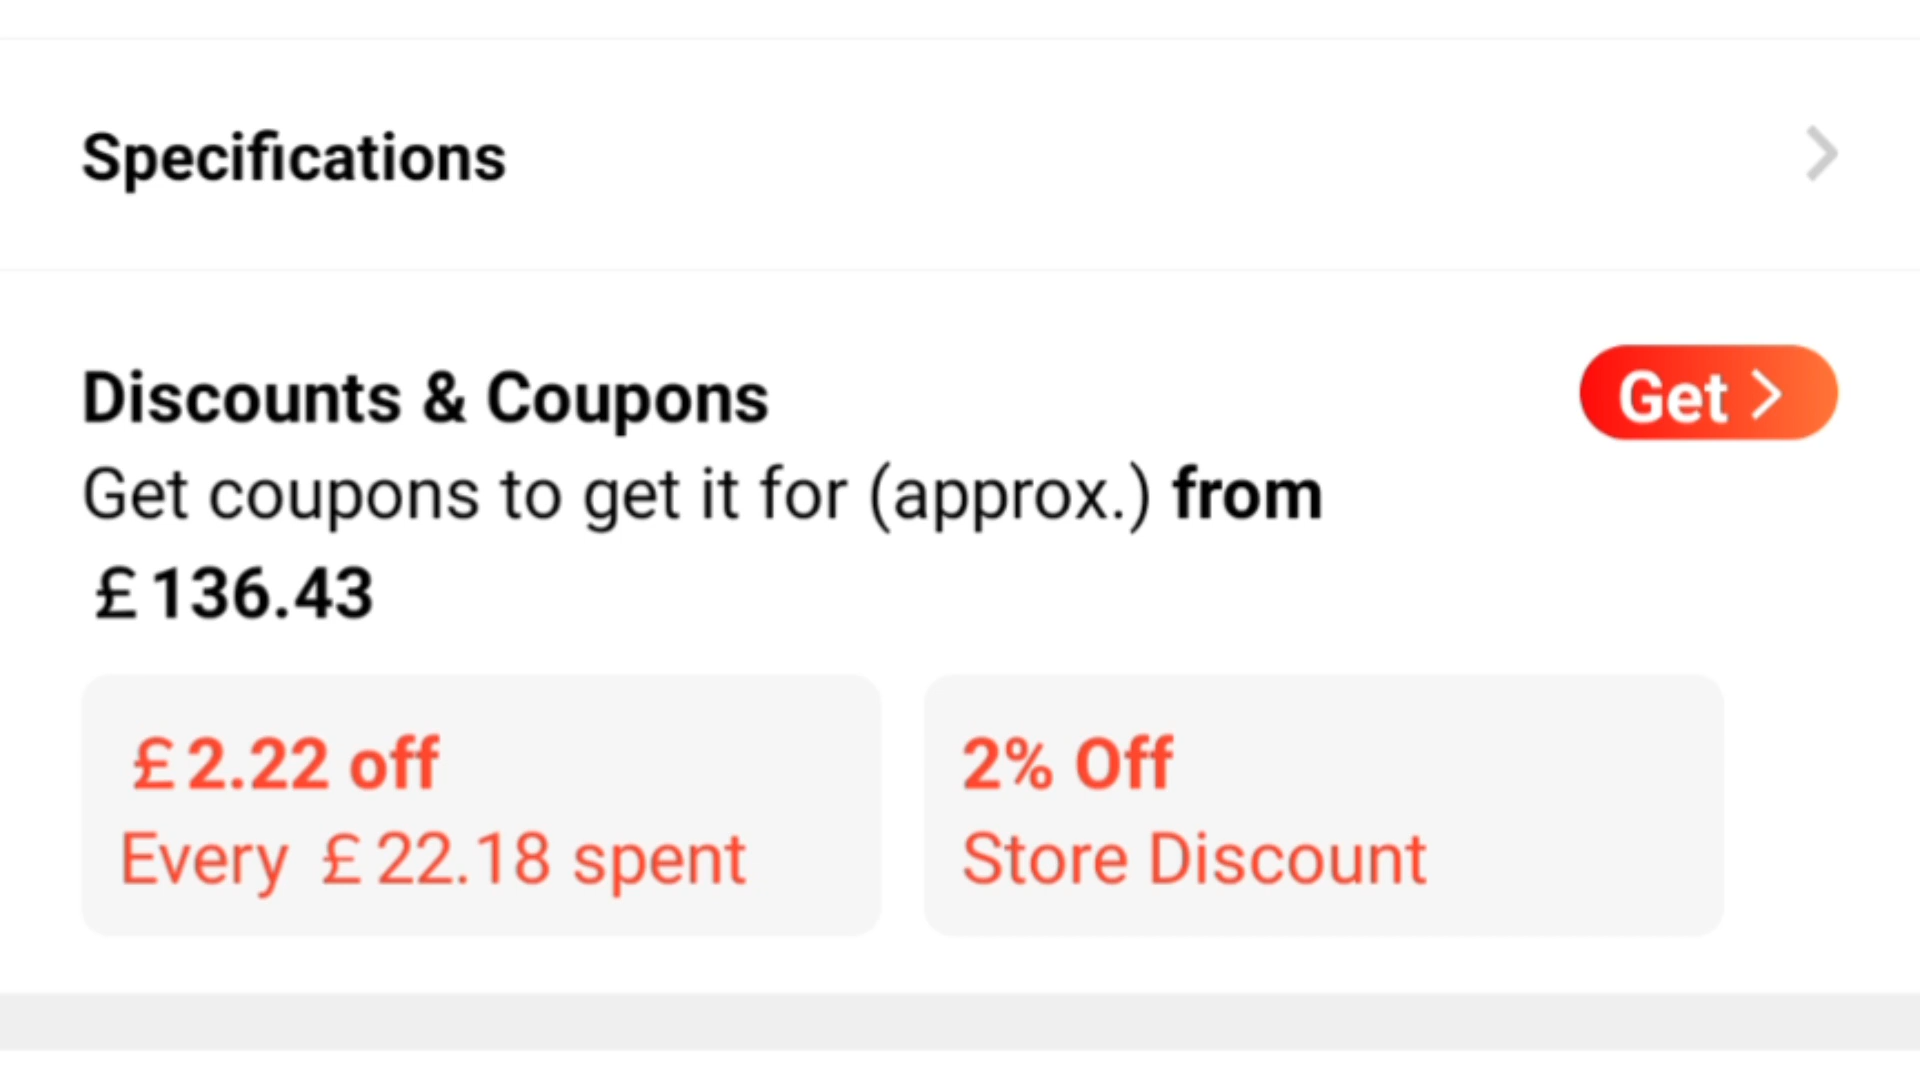 Specifications
Discounts & Coupons
Get >
Get coupons to get it for (approx.) from
£136.43
£2.22 off
Every £22.18 spent
2% Off
Store Discount